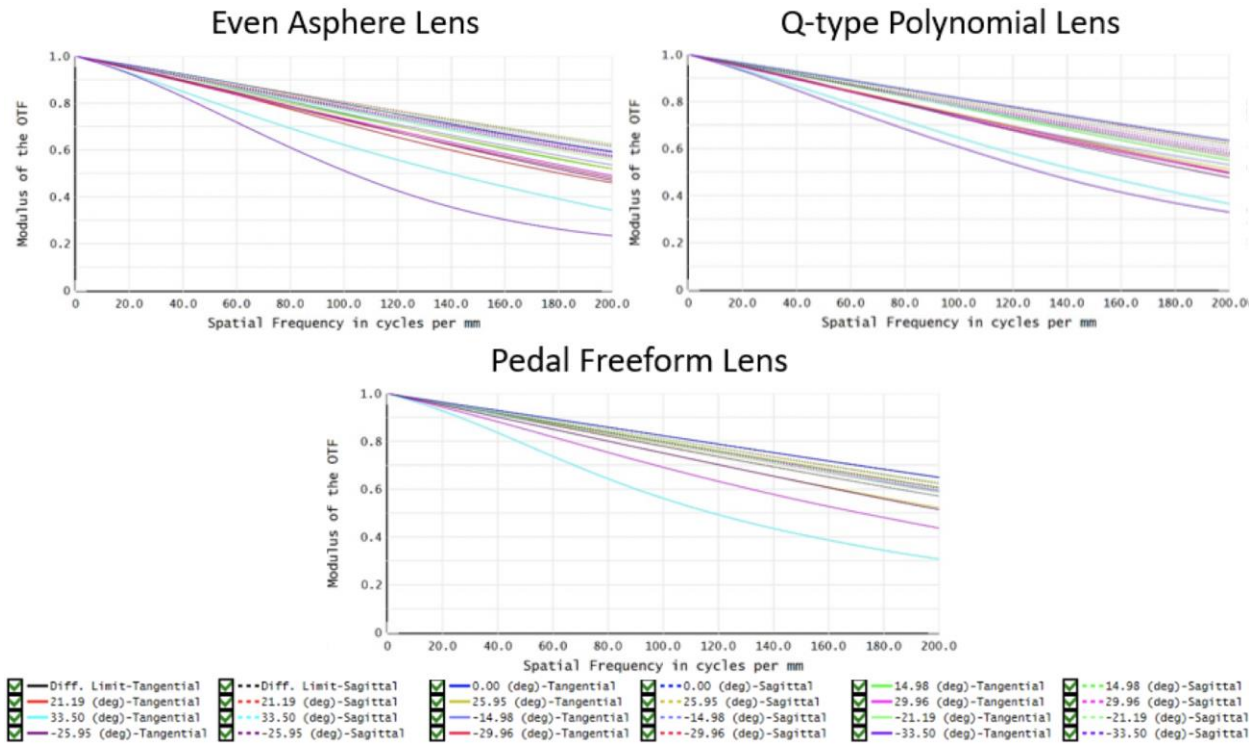 Even Asphere Lens
Q-type Polynomial Lens
1.0
0.8
0.6
0.4
0.2
0
Modulus of the OTF
20.0 40.0 60.0 80.0 100.0 120.0 140.0 160.0 180.0 200.0
Spatial Frequency in cycles per mm
1.0
0.8
0.6
0.4
0.2
0
Modulus of the OTF
20.0 40.0 60.0 80.0 100.0 120.0 140.0 160.0 180.0 200.0
Spatial Frequency in cycles per mm
Pedal Freeform Lens
1.0
0.8
0.6
0.4
0.2
0
Modulus of the OTF
20.0 40.0 60.0 80.0 100.0 120.0 140.0 160.0 180.0 200.0
Spatial Frequency in cycles per mm
Diff. Limit-Tangential Diff. Limit-Sagittal 0.00 (deg)-Tangential 0.00 (deg)-Sagittal 14.98 (deg)-Tangential 14.98 (deg)-Sagittal
21.19 (deg)-Tangential 21.19 (deg)-Sagittal 25.95 (deg)-Tangential 25.95 (deg)-Sagittal 29.96 (deg)-Tangential 29.96 (deg)-Sagittal
33.50 (deg)-Tangential 33.50 (deg)-Sagittal -14.98 (deg)-Tangential -14.98 (deg)-Sagittal -21.19 (deg)-Tangential -21.19 (deg)-Sagittal
-25.95 (deg)-Tangential -25.95 (deg)-Sagittal -29.96 (deg)-Tangential -29.96 (deg)-Sagittal -33.50 (deg)-Tangential -33.50 (deg)-Sagittal